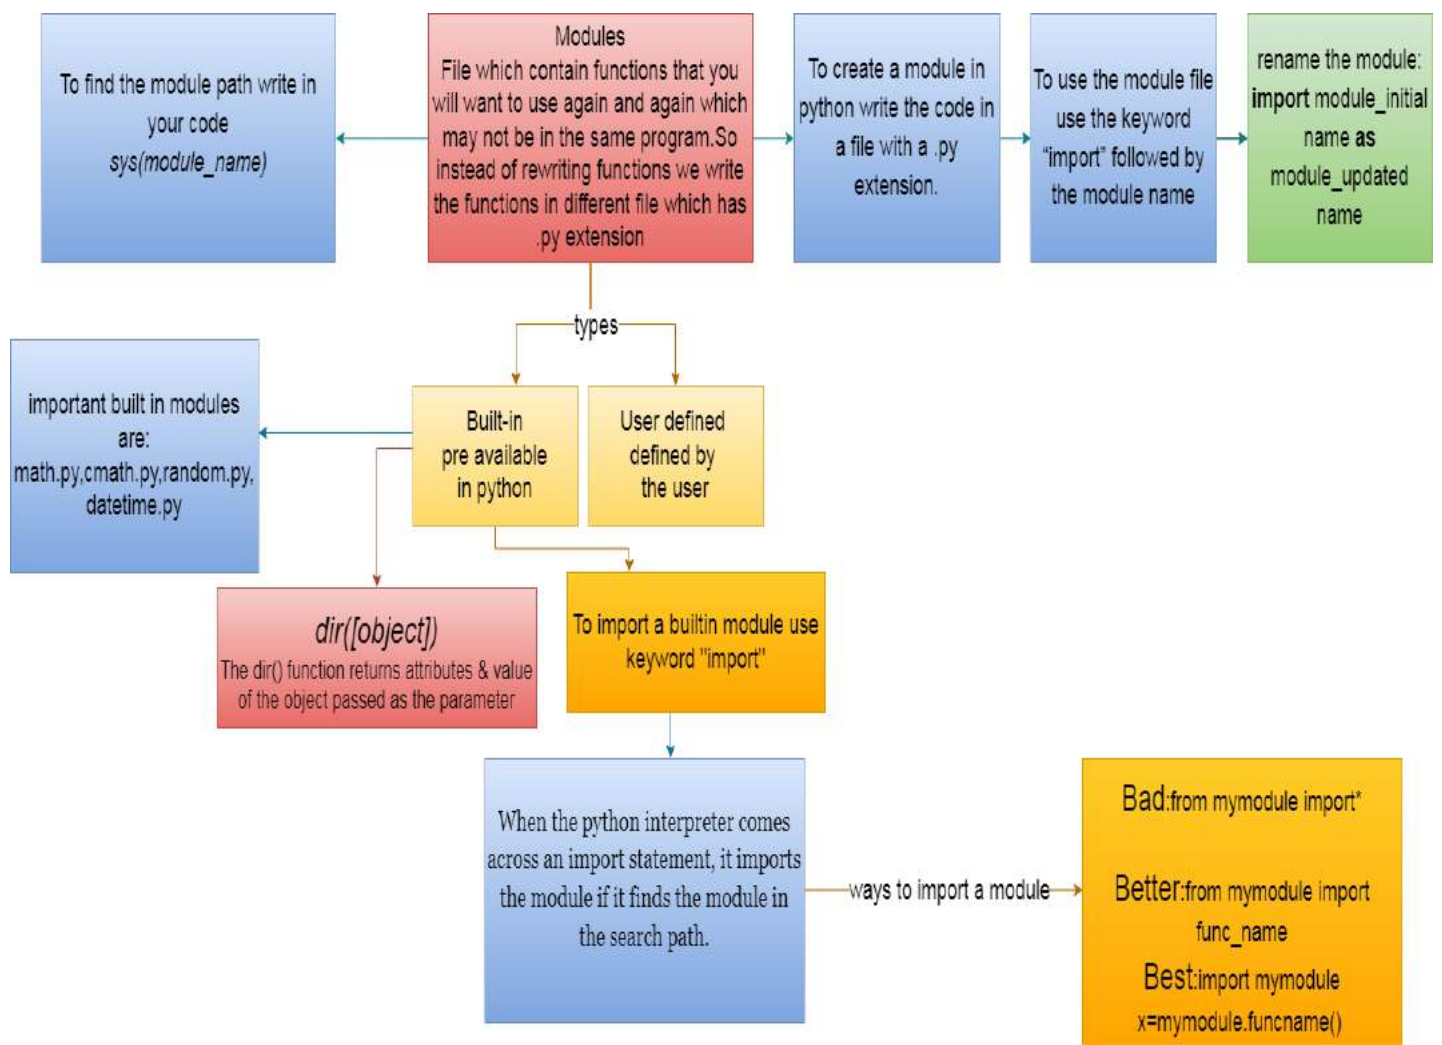 To find the module path write in
your code
sys(module_name)
Modules
File which contain functions that you
will want to use again and again which
may not be in the same program.So
instead of rewriting functions we write
the functions in different file which has
.py extension
To create a module in
python write the code in
a file with a .py
extension.
To use the module file
use the keyword
“import” followed by
the module name
rename the module:
import module_initial
name as
module_updated
name
types
important built in modules
are:
math.py,cmath.py,random.py,
datetime.py
Built-in
pre available
in python
User defined
defined by
the user
dir([object])
The dir() function returns attributes & value
of the object passed as the parameter
To import a builtin module use
keyword "import"
When the python interpreter comes
across an import statement, it imports
the module if it finds the module in
the search path.
ways to import a module
Bad:from mymodule import*
Better:from mymodule import
func_name
Best:import mymodule
x=mymodule.funcname()